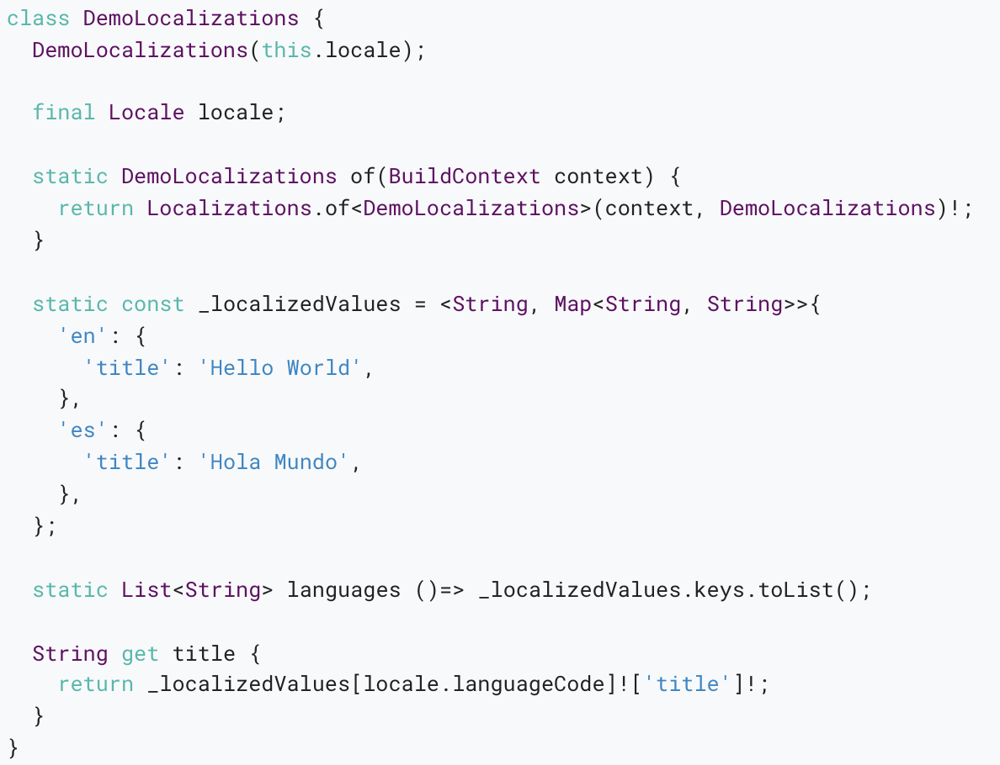 class DemoLocalizations {
  DemoLocalizations(this.locale);

  final Locale locale;

  static DemoLocalizations of(BuildContext context) {
    return Localizations.of<DemoLocalizations>(context, DemoLocalizations)!;
  }

  static const _localizedValues = <String, Map<String, String>>{
    'en': {
      'title': 'Hello World',
    },
    'es': {
      'title': 'Hola Mundo',
    },
  };

  static List<String> languages ()=> _localizedValues.keys.toList();

  String get title {
    return _localizedValues[locale.languageCode]!['title']!;
  }
}